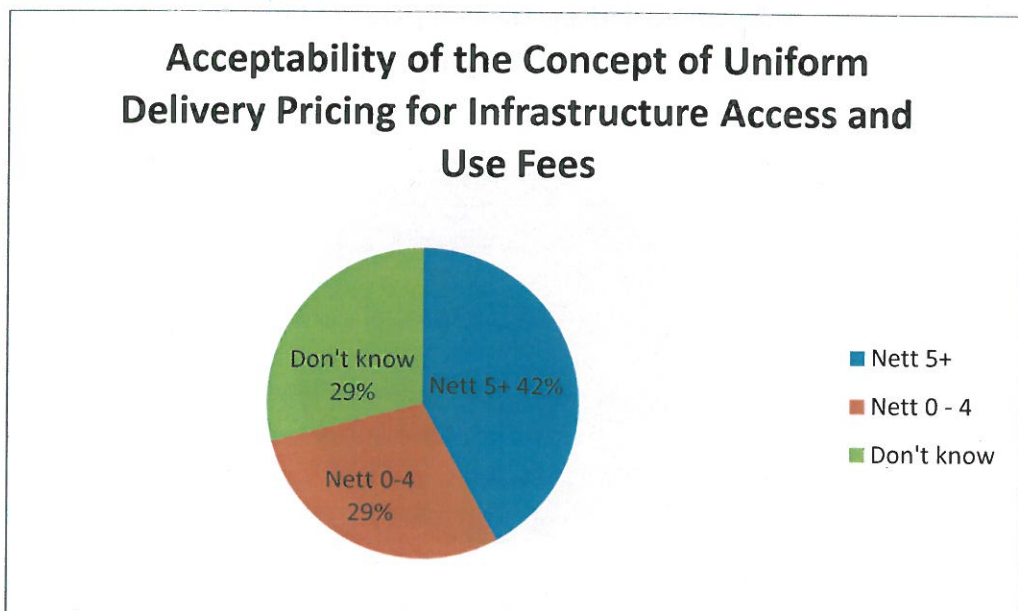 Acceptability of the Concept of Uniform
Delivery Pricing for Infrastructure Access and
Use Fees
Don't know
29%
Nett 5+ 42%
Nett 0-4
29%
Nett 5+
Nett 0 - 4
Don't know